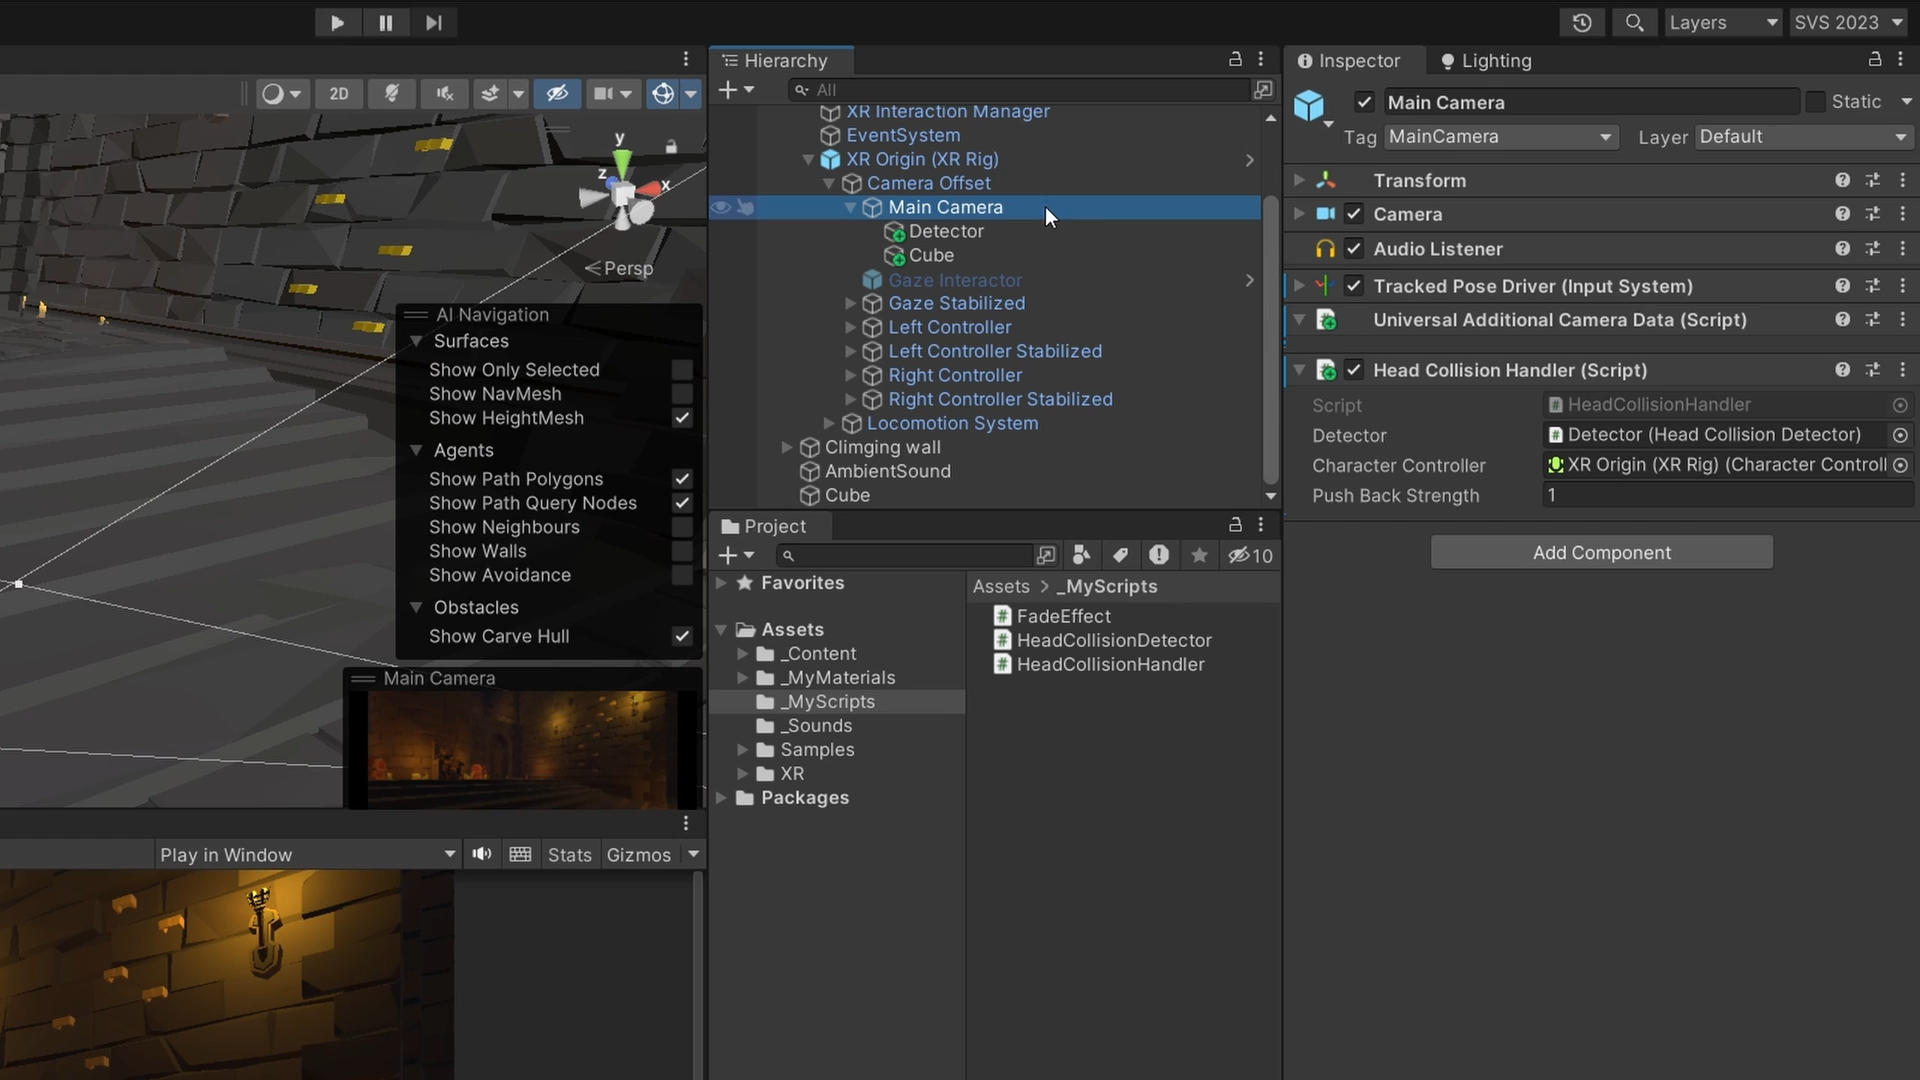 Layers
SVS 2023
Hierarchy
Inspector
Lighting
2D
All
y
z
x
Persp
XR Interaction Manager
EventSystem
XR Origin (XR Rig)
Camera Offset
Main Camera
Detector
Cube
Gaze Interactor
Gaze Stabilized
Left Controller
Left Controller Stabilized
Right Controller
Right Controller Stabilized
Locomotion System
Climging wall
AmbientSound
Cube
Main Camera
Static
Tag
MainCamera
Layer
Default
Transform
Camera
Audio Listener
Tracked Pose Driver (Input System)
Universal Additional Camera Data (Script)
Head Collision Handler (Script)
Script
HeadCollisionHandler
Detector
Detector (Head Collision Detector)
Character Controller
XR Origin (XR Rig) (Character Controll
Push Back Strength
1
Add Component
AI Navigation
Surfaces
Show Only Selected
Show NavMesh
Show HeightMesh
Agents
Show Path Polygons
Show Path Query Nodes
Show Neighbours
Show Walls
Show Avoidance
Obstacles
Show Carve Hull
Main Camera
Project
10
Favorites
Assets
_Content
_MyMaterials
_MyScripts
_Sounds
Samples
XR
Packages
Assets > _MyScripts
FadeEffect
HeadCollisionDetector
HeadCollisionHandler
Play in Window
Stats
Gizmos